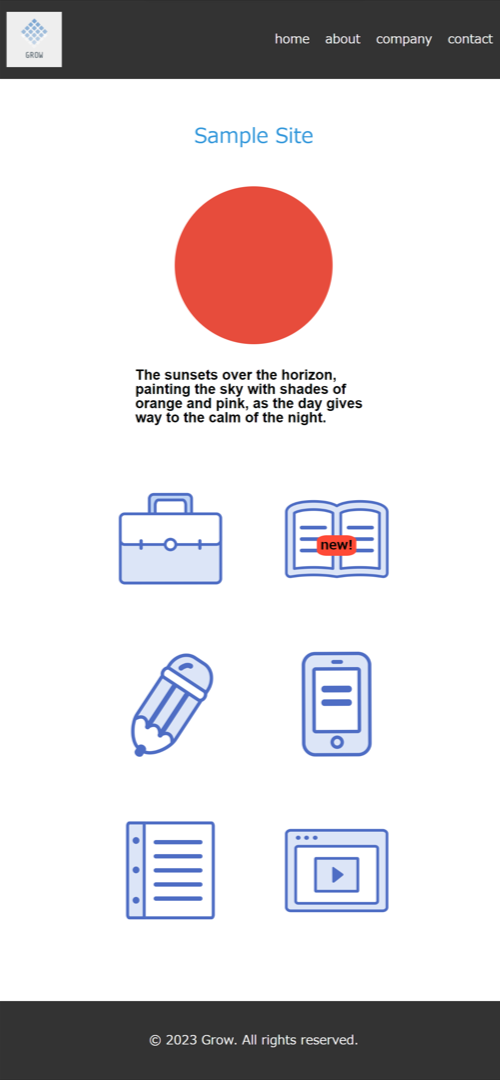 GROW
home about company contact
Sample Site
The sunsets over the horizon,
painting the sky with shades of
orange and pink, as the day gives
way to the calm of the night.
new!
© 2023 Grow. All rights reserved.